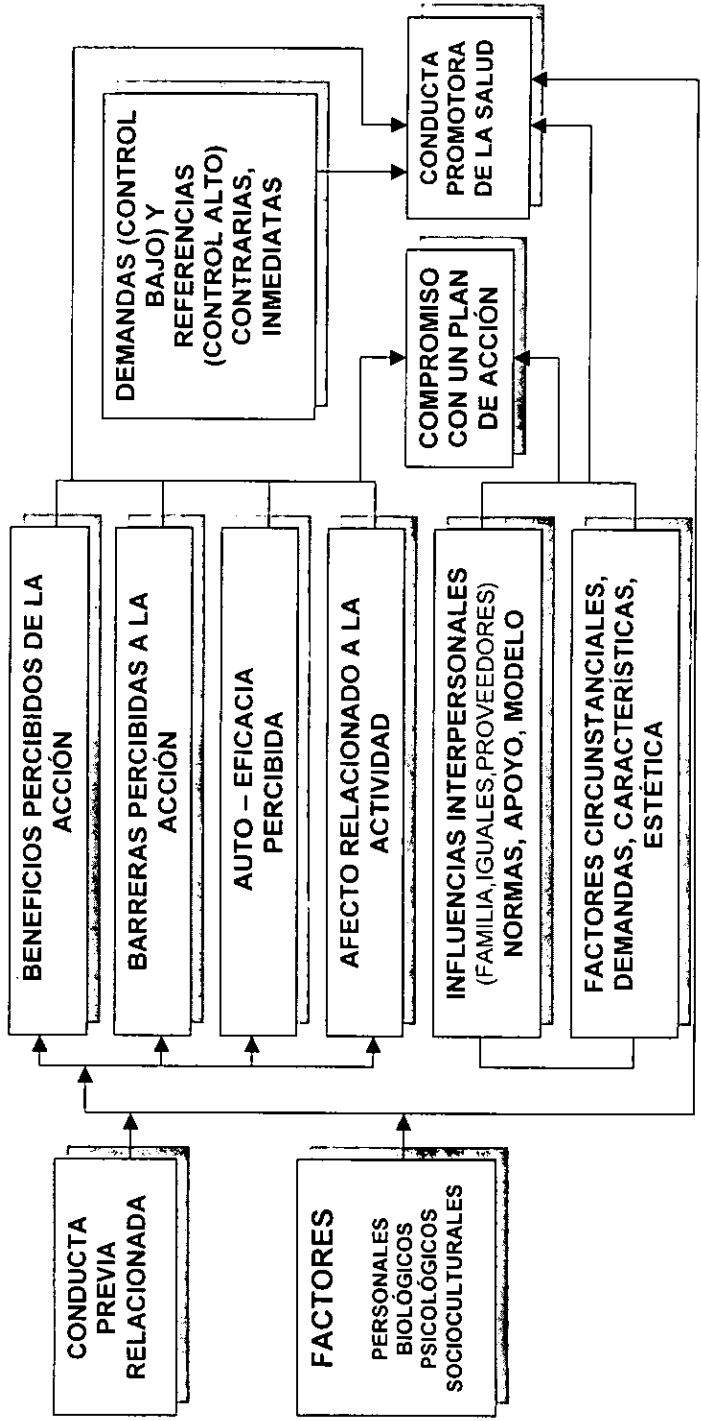 CONDUCTA
PREVIA
RELACIONADA
FACTORES
PERSONALES
BIOLÓGICOS
PSICOLÓGICOS
SOCIOCULTURALES
BENEFICIOS PERCIBIDOS DE LA
ACCIÓN
BARRERAS PERCIBIDAS A LA
ACCIÓN
AUTO – EFICACIA
PERCIBIDA
AFECTO RELACIONADO A LA
ACTIVIDAD
INFLUENCIAS INTERPERSONALES
(FAMILIA,IGUALES,PROVEEDORES)
NORMAS, APOYO, MODELO
FACTORES CIRCUNSTANCIALES,
DEMANDAS, CARACTERÍSTICAS,
ESTÉTICA
DEMANDAS (CONTROL
BAJO) Y
REFERENCIAS
(CONTROL ALTO)
CONTRARIAS,
INMEDIATAS
COMPROMISO
CON UN PLAN
DE ACCIÓN
CONDUCTA
PROMOTORA
DE LA SALUD